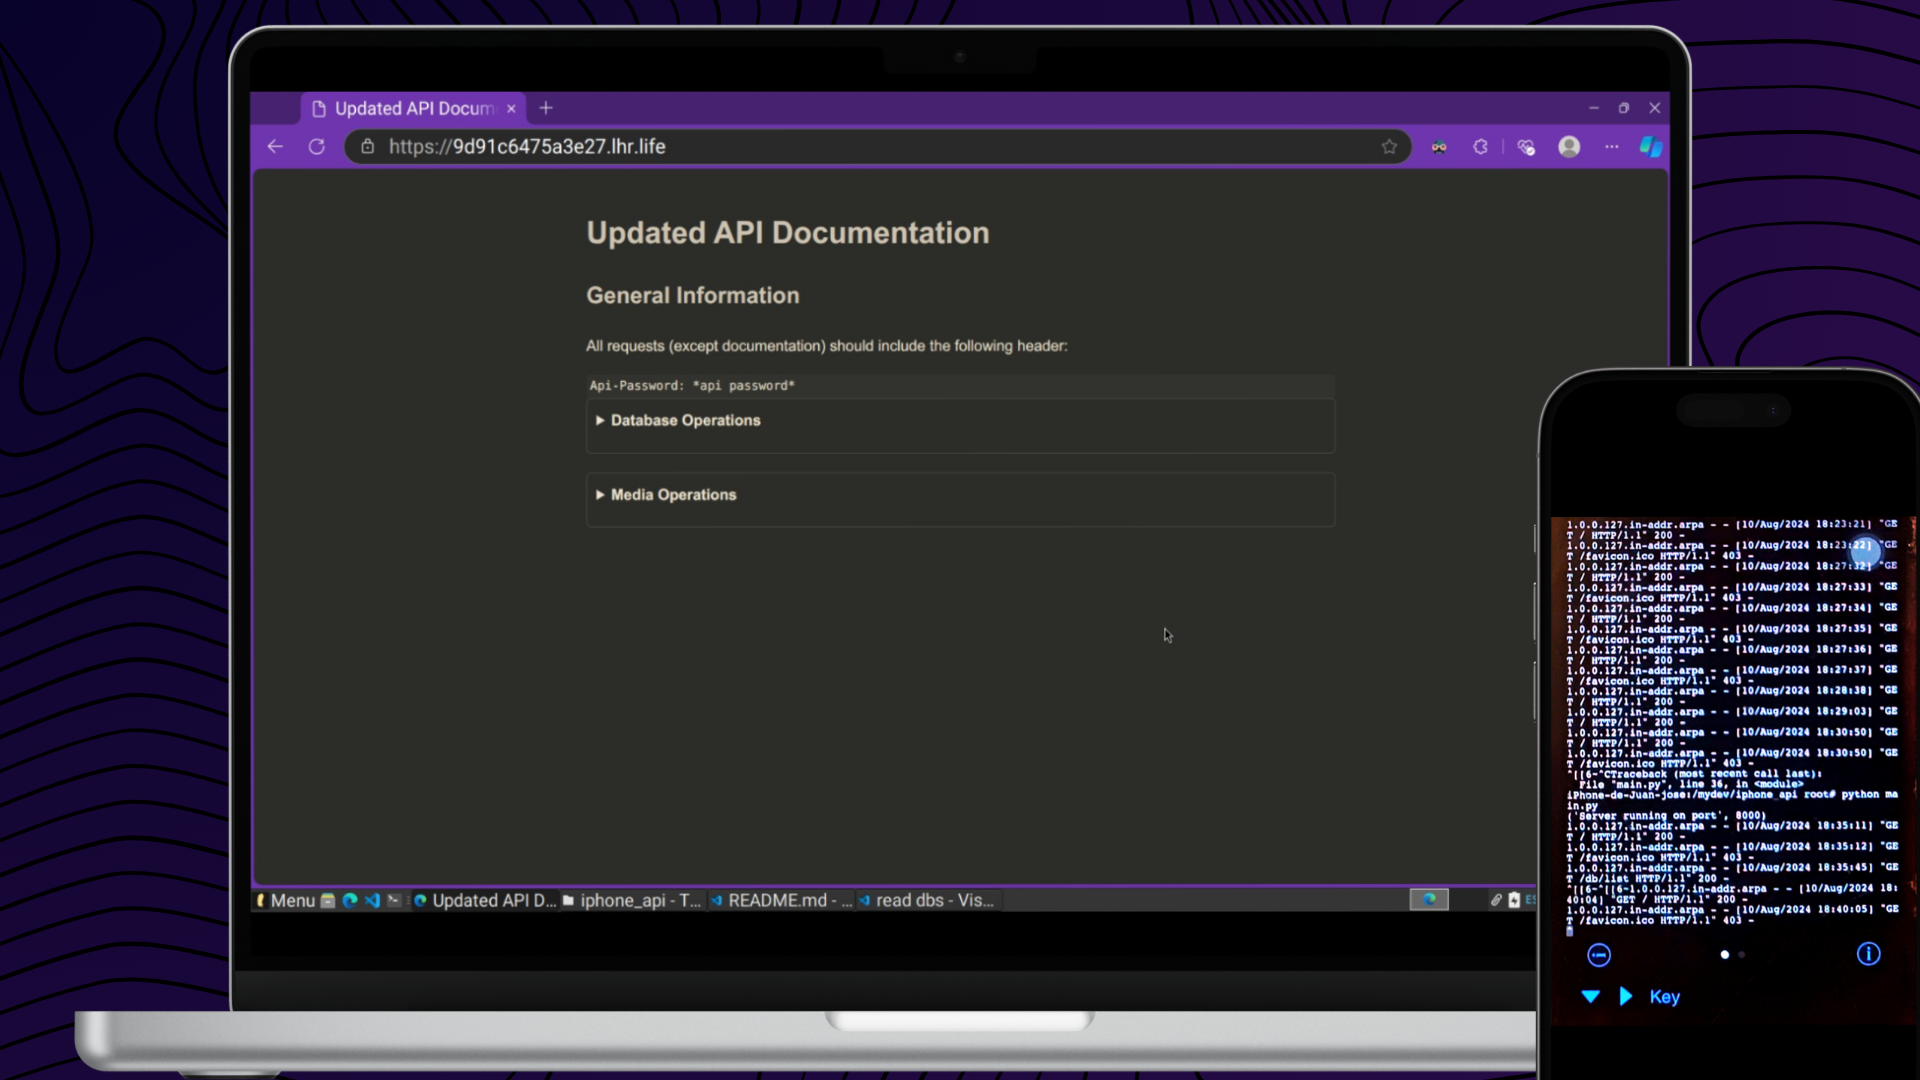 Updated API Docum
https://9d91c6475a3e27.lhr.life
Updated API Documentation
General Information
All requests (except documentation) should include the following header:
Api-Password: *api password*
Database Operations
Media Operations
Menu
Updated API D...
iphone_api - T...
README.md - ...
read dbs - Vis...
ES
1.0.0.127.in-addr.arpa - - [10/Aug/2024 18:23:21] "GE
T / HTTP/1.1" 200 -
1.0.0.127.in-addr.arpa - - [10/Aug/2024 18:23:22] "GE
T /favicon.ico HTTP/1.1" 403 -
1.0.0.127.in-addr.arpa - - [10/Aug/2024 18:27:32] "GE
T / HTTP/1.1" 200 -
1.0.0.127.in-addr.arpa - - [10/Aug/2024 18:27:33] "GE
T /favicon.ico HTTP/1.1" 403 -
1.0.0.127.in-addr.arpa - - [10/Aug/2024 18:27:34] "GE
T / HTTP/1.1" 200 -
1.0.0.127.in-addr.arpa - - [10/Aug/2024 18:27:35] "GE
T /favicon.ico HTTP/1.1" 403 -
1.0.0.127.in-addr.arpa - - [10/Aug/2024 18:27:36] "GE
T / HTTP/1.1" 200 -
1.0.0.127.in-addr.arpa - - [10/Aug/2024 18:27:37] "GE
T /favicon.ico HTTP/1.1" 403 -
1.0.0.127.in-addr.arpa - - [10/Aug/2024 18:28:38] "GE
T / HTTP/1.1" 200 -
1.0.0.127.in-addr.arpa - - [10/Aug/2024 18:29:03] "GE
T / HTTP/1.1" 200 -
1.0.0.127.in-addr.arpa - - [10/Aug/2024 18:30:50] "GE
T / HTTP/1.1" 200 -
1.0.0.127.in-addr.arpa - - [10/Aug/2024 18:30:50] "GE
T /favicon.ico HTTP/1.1" 403 -
^[[6~^CTraceback (most recent call last):
File "main.py", line 36, in <module>
iPhone-de-Juan-jose:/mydev/iphone_api root# python ma
in.py
('Server running on port', 8000)
1.0.0.127.in-addr.arpa - - [10/Aug/2024 18:35:11] "GE
T / HTTP/1.1" 200 -
1.0.0.127.in-addr.arpa - - [10/Aug/2024 18:35:12] "GE
T /favicon.ico HTTP/1.1" 403 -
1.0.0.127.in-addr.arpa - - [10/Aug/2024 18:35:45] "GE
T /db/list HTTP/1.1" 200 -
^[[6~^[[6~1.0.0.127.in-addr.arpa - - [10/Aug/2024 18:
40:04] "GET / HTTP/1.1" 200 -
1.0.0.127.in-addr.arpa - - [10/Aug/2024 18:40:05] "GE
T /favicon.ico HTTP/1.1" 403 -
Key